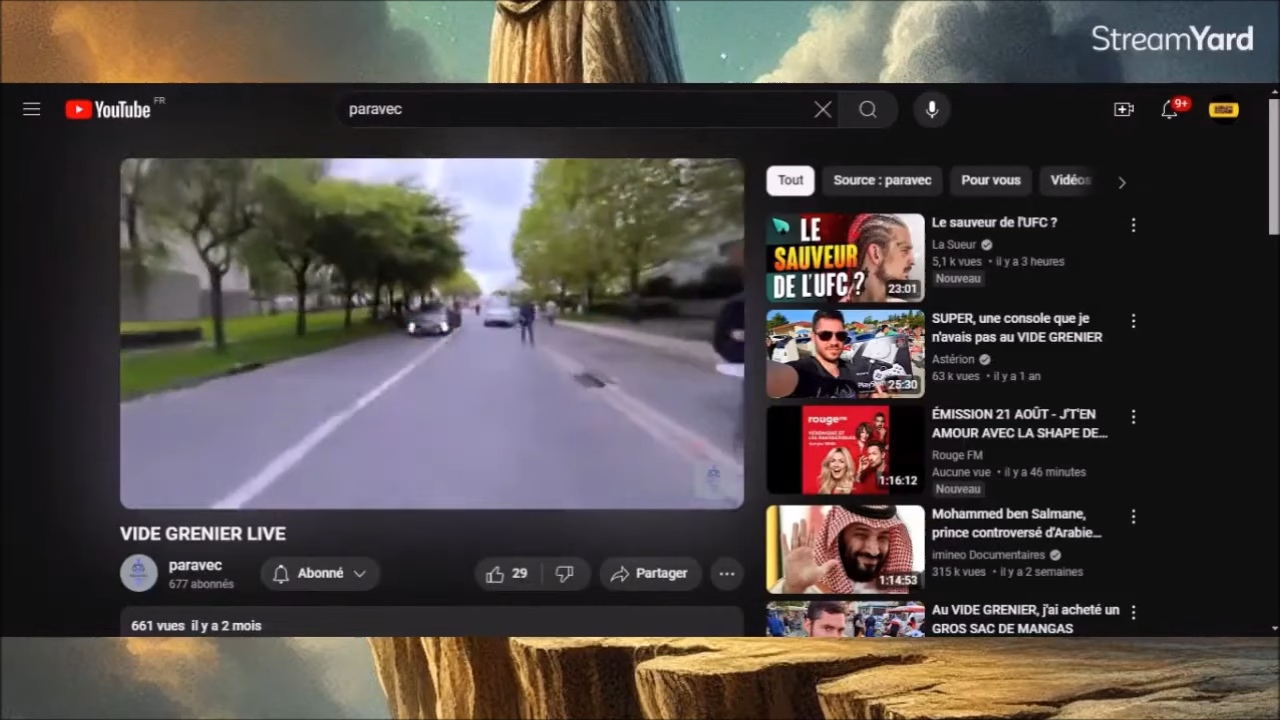 StreamYard
YouTube FR
paravec
9+
Tout
Source : paravec
Pour vous
Vidéos
LE
SAUVEUR
DE L'UFC ?
23:01
Le sauveur de l'UFC ?
La Sueur
5,1 k vues • il y a 3 heures
Nouveau
25:30
SUPER, une console que je
n'avais pas au VIDE GRENIER
Astérion
63 k vues • il y a 1 an
rougefm
1:16:12
ÉMISSION 21 AOÛT - J'T'EN
AMOUR AVEC LA SHAPE DE...
Rouge FM
Aucune vue • il y a 46 minutes
Nouveau
1:14:53
Mohammed ben Salmane,
prince controversé d'Arabie...
imineo Documentaires
315 k vues • il y a 2 semaines
Au VIDE GRENIER, j'ai acheté un
GROS SAC DE MANGAS
VIDE GRENIER LIVE
paravec
677 abonnés
Abonné
29
Partager
661 vues il y a 2 mois